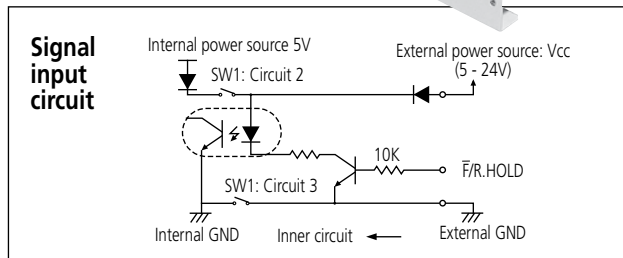 Signal
input
circuit
Internal power source 5V
External power source: Vcc
(5 - 24V)
SW1: Circuit 2
10K
F̅/R.HOLD
SW1: Circuit 3
Internal GND
Inner circuit
External GND